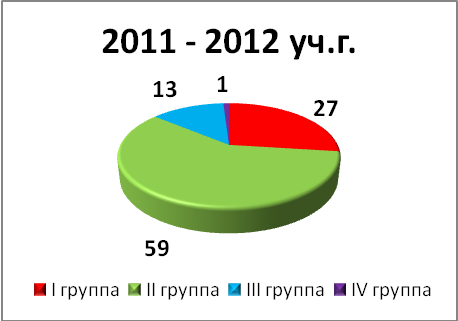 2011 - 2012 уч.г.
13 1 27
59
I группа II группа III группа IV группа